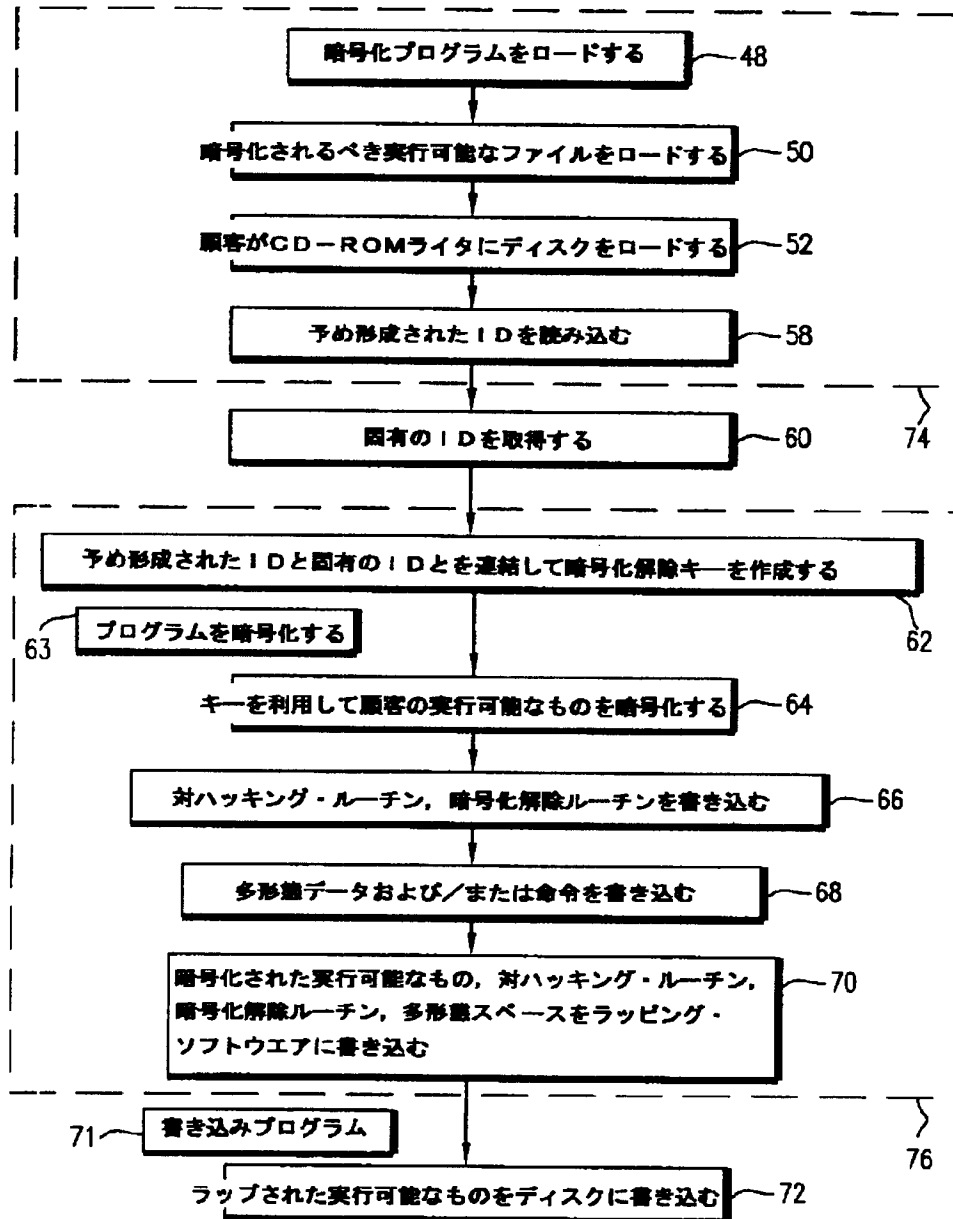 暗号化プログラムをロードする
48
暗号化されるべき実行可能なファイルをロードする
50
顧客がCD-ROMライタにディスクをロードする
52
予め形成されたIDを読み込む
58
74
固有のIDを取得する
60
予め形成されたIDと固有のIDとを連結して暗号化解除キーを作成する
62
63
プログラムを暗号化する
キーを利用して顧客の実行可能なものを暗号化する
64
対ハッキング・ルーチン,暗号化解除ルーチンを書き込む
66
多形態データおよび/または命令を書き込む
68
暗号化された実行可能なもの,対ハッキング・ルーチン,
暗号化解除ルーチン,多形態スペースをラッピング・
ソフトウエアに書き込む
70
71
書き込みプログラム
76
ラップされた実行可能なものをディスクに書き込む
72